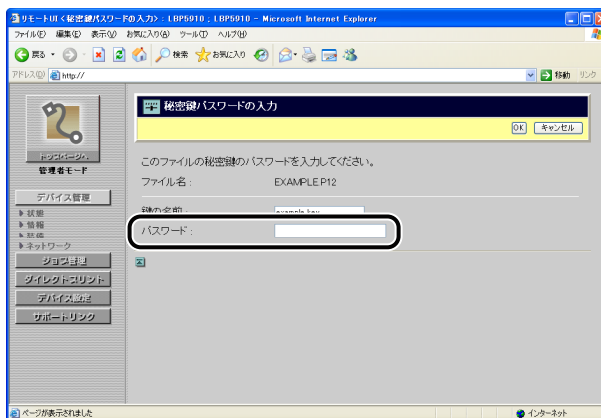 リモートUI <秘密鍵パスワードの入力> : LBP5910 ; LBP5910 - Microsoft Internet Explorer
ファイル(F) 編集(E) 表示(V) お気に入り(A) ツール(T) ヘルプ(H)
戻る 検索 お気に入り
アドレス(D) http:// 移動 リンク
秘密鍵パスワードの入力
OK キャンセル
トップページへ
管理者モード
デバイス管理
状態
情報
ネットワーク
ジョブ管理
ダイレクトプリント
デバイス設定
サポートリンク
このファイルの秘密鍵のパスワードを入力してください。
ファイル名 : EXAMPLE.P12
鍵の名前 : example key
パスワード :
ページが表示されました インターネット